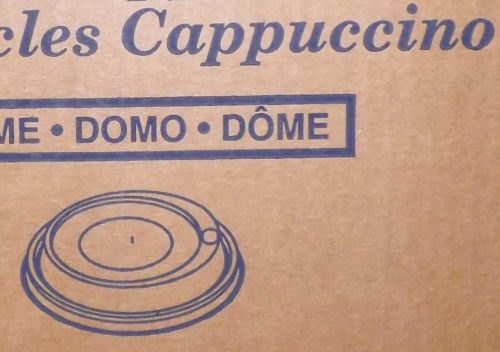 cles Cappuccino
ME • DOMO • DÔME